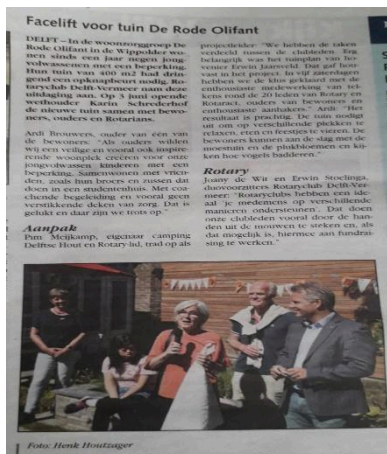 Facelift voor tuin De Rode Olifant
DELFT – In de woonzorggroep De
Rode Olifant in de Wippolder wo-
nen sinds een jaar negen jong-
volwassenen met een beperking.
Hun tuin van 400 m2 had drin-
gend een opknapbeurt nodig. Ro-
taryclub Delft-Vermeer nam deze
uitdaging aan. Op 3 juni opende
wethouder Karin Schrederhof
de nieuwe tuin samen met bewo-
ners, ouders en Rotarians.
Ardi Brouwers, ouder van één van
de bewoners: "Als ouders wilden
wij een veilige en vooral ook inspire-
rende woonplek creëren voor onze
jongvolwassen kinderen met een
beperking. Samenwonen met vrien-
den, zoals hun broers en zussen dat
doen in een studentenhuis. Met coa-
chende begeleiding en vooral geen
verstikkende deken van zorg. Dat is
gelukt en daar zijn we trots op."
Aanpak
Pim Meijkamp, eigenaar camping
Delftse Hout en Rotary-lid, trad op als
projectleider: "We hebben de taken
verdeeld tussen de clubleden. Erg
belangrijk was het tuinplan van ho-
venier Erwin Jaarsveld. Dat gaf hou-
vast in het project. In vijf zaterdagen
hebben we de klus geklaard met de
enthousiaste medewerking van tel-
kens rond de 20 leden van Rotary en
Rotaract, ouders van bewoners en
enthousiaste aanhakers." Ardi: "Het
resultaat is prachtig. De tuin nodigt
uit om op verschillende plekken te
relaxen, eten en feestjes te vieren. De
bewoners kunnen aan de slag met de
moestuin en de plukbloemen en kij-
ken hoe vogels badderen."
Rotary
Joany de Wit en Erwin Stoelinga,
duovoorzitters Rotaryclub Delft-Ver-
meer: "Rotaryclubs hebben een ide-
aal 'je medemens op verschillende
manieren ondersteunen'. Dat doen
onze clubleden vooral door de han-
den uit de mouwen te steken en, als
dat mogelijk is, hiermee aan fundrai-
sing te werken."
Foto: Henk Houtzager